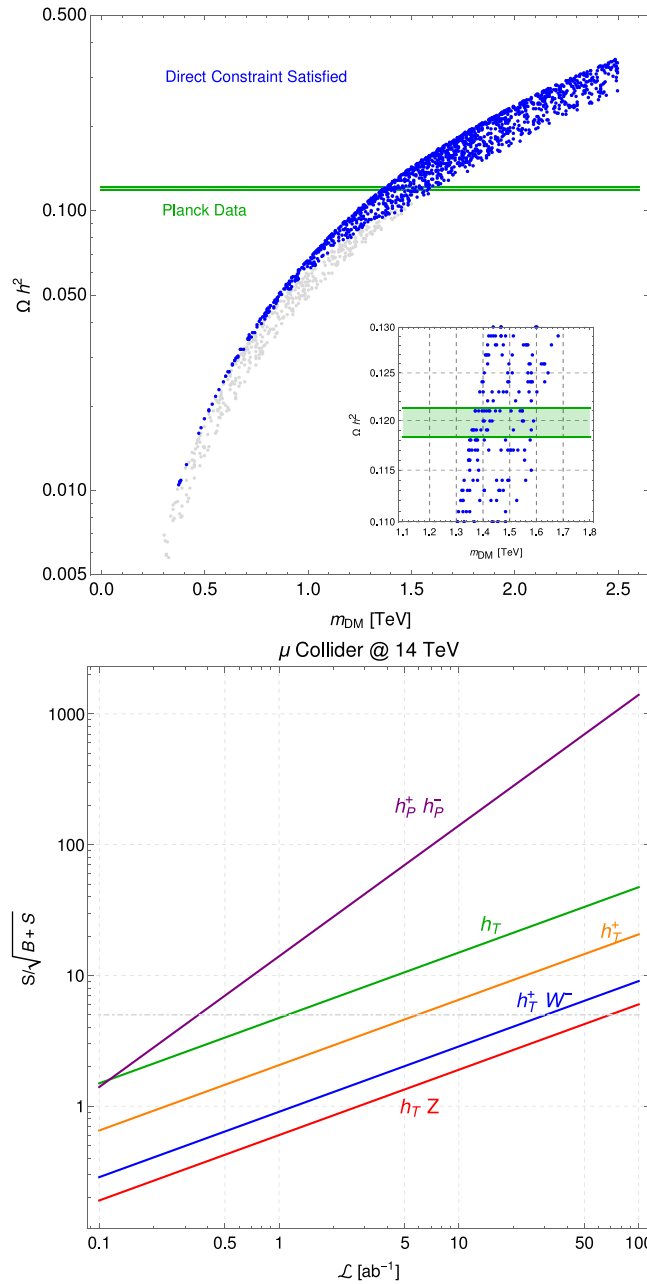 0.500
Direct Constraint Satisfied
0.100
Planck Data
0.050
Ω h²
0.010
0.005
0.130
0.125
Ω h²
0.120
0.115
0.110
1.1 1.2 1.3 1.4 1.5 1.6 1.7 1.8
m_DM [TeV]
0.0 0.5 1.0 1.5 2.0 2.5
m_DM [TeV]
μ Collider @ 14 TeV
1000
h_P^+ h_P^-
100
h_T
h_T^+
S/√B + S
10
h_T^+ W^-
1
h_T Z
0.1 0.5 1 5 10 50 100
ℒ [ab⁻¹]